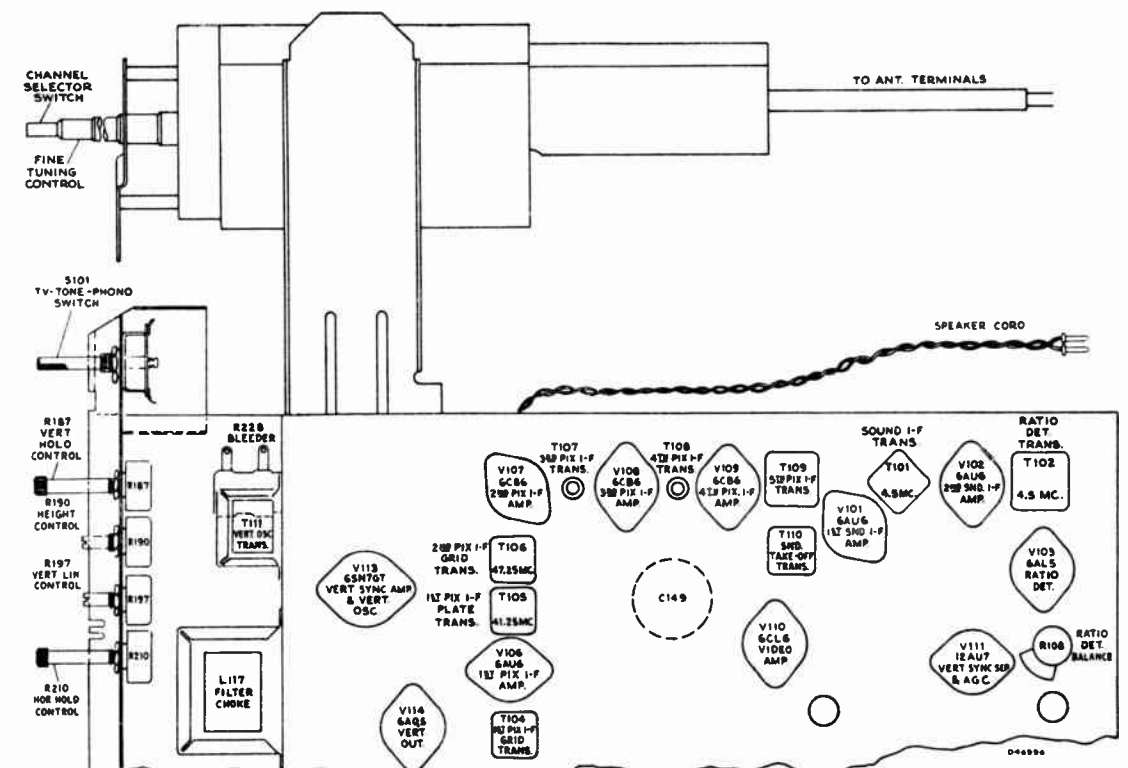 CHANNEL
SELECTOR
SWITCH
FINE
TUNING
CONTROL
TO ANT. TERMINALS
S101
TV-TONE-PHONO
SWITCH
SPEAKER CORD
R187
VERT
HOLD
CONTROL
R190
HEIGHT
CONTROL
R197
VERT LIN
CONTROL
R210
HOR HOLD
CONTROL
R187
R190
R197
R210
R228
BLEEDER
T111
VERT OSC
TRANS.
L117
FILTER
CHOKE
V113
6SN7GT
VERT SYNC AMP
& VERT.
OSC.
V114
6AQ5
VERT
OUT.
V107
6CB6
2ND PIX I-F
AMP.
T107
3RD PIX I-F
TRANS.
V108
6CB6
3RD PIX I-F
AMP.
T108
4TH PIX I-F
TRANS
V109
6CB6
4TH PIX. I-F
AMP
T109
5TH PIX I-F
TRANS
T110
SND.
TAKE-OFF
TRANS.
V101
6AU6
1ST SND I-F
AMP
SOUND I-F
TRANS
T101
4.5MC.
V102
6AU6
2ND SND. I-F
AMP.
RATIO
DET.
TRANS.
T102
4.5 MC.
V103
6AL5
RATIO
DET.
2ND PIX I-F
GRID
TRANS.
T106
47.25MC.
1ST PIX I-F
PLATE
TRANS.
T105
41.25MC
V106
6AU6
1ST PIX I-F
AMP.
T104
1ST PIX I-F
GRID
TRANS.
C149
V110
6CL6
VIDEO
AMP
V111
12AU7
VERT SYNC SEP
& AGC.
R108
RATIO
DET.
BALANCE